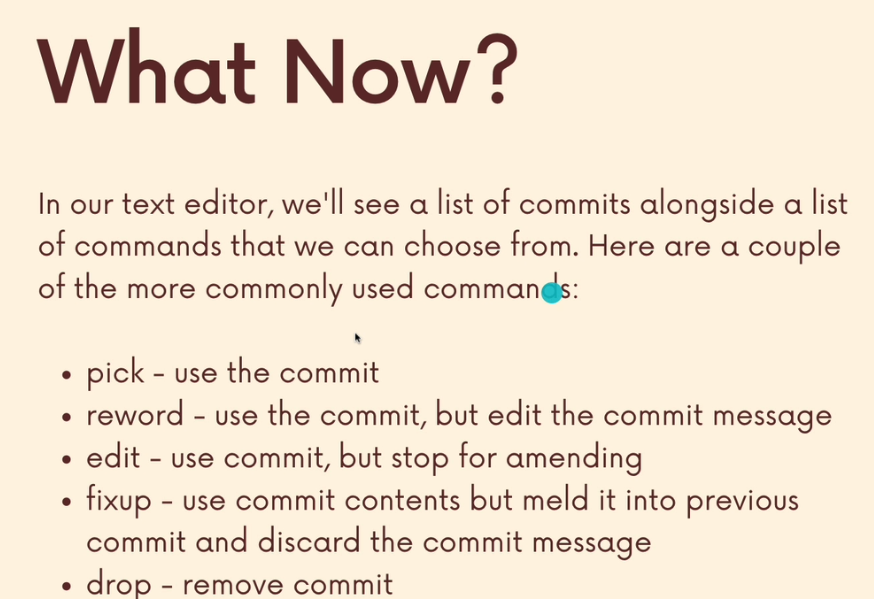 What Now?
In our text editor, we'll see a list of commits alongside a list
of commands that we can choose from. Here are a couple
of the more commonly used commands:
• pick - use the commit
• reword - use the commit, but edit the commit message
• edit - use commit, but stop for amending
• fixup - use commit contents but meld it into previous
commit and discard the commit message
• drop - remove commit